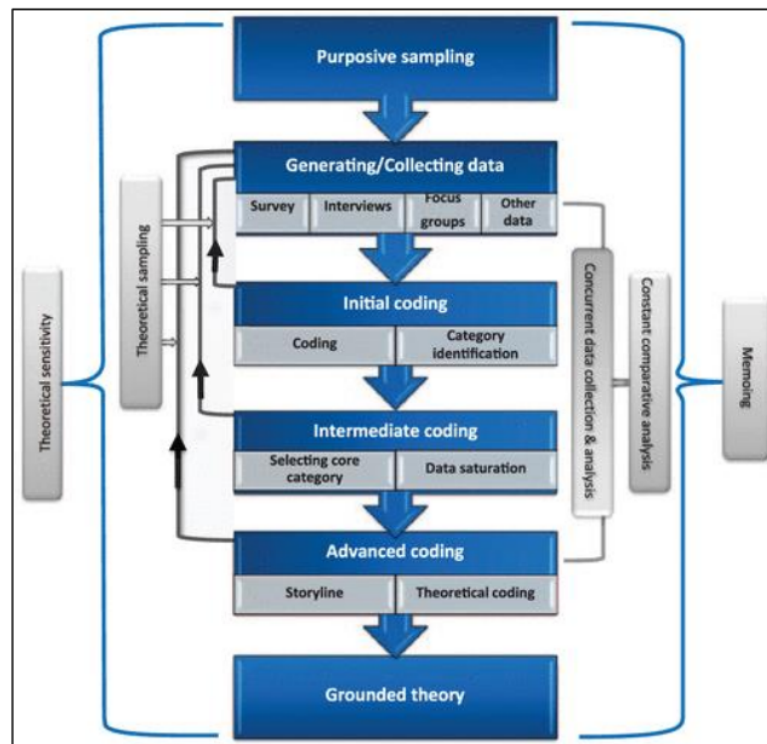 Purposive sampling
Generating/Collecting data
Survey
Interviews
Focus
groups
Other
data
Initial coding
Coding
Category
identification
Intermediate coding
Selecting core
category
Data saturation
Advanced coding
Storyline
Theoretical coding
Grounded theory
Theoretical sensitivity
Theoretical sampling
Concurrent data collection & analysis
Constant comparative analysis
Memoing